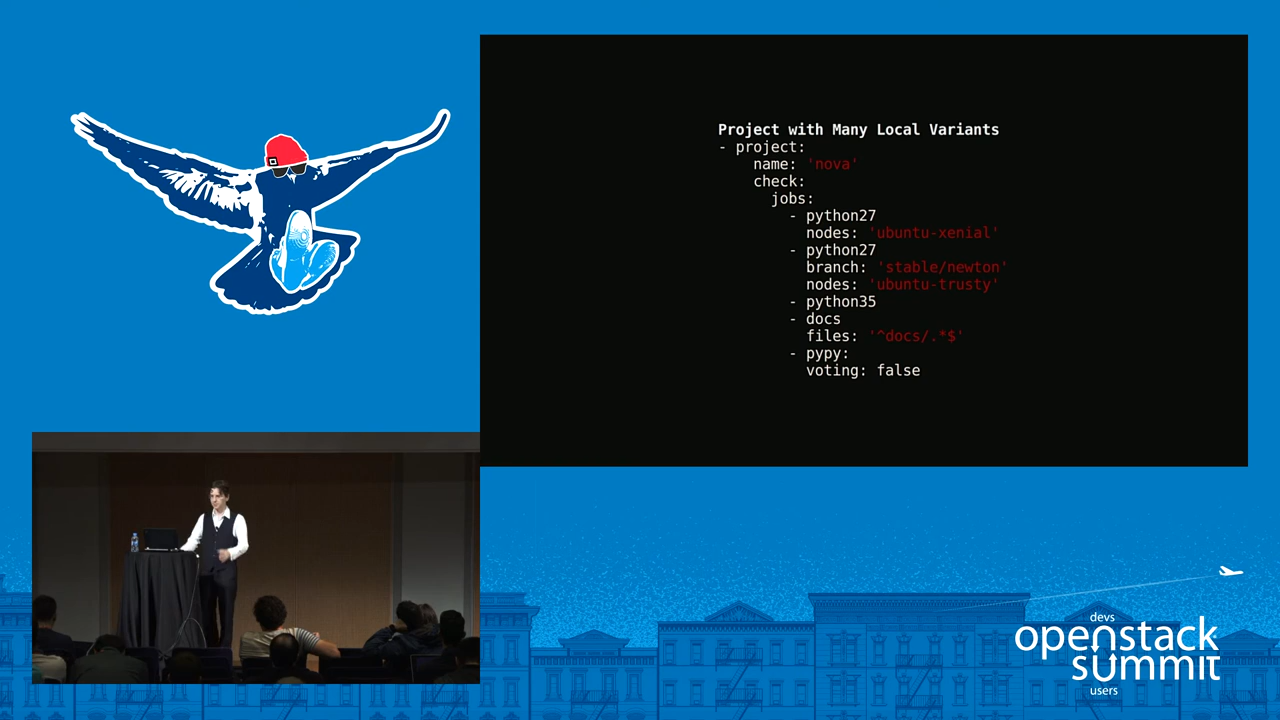 Project with Many Local Variants
- project:
name: 'nova'
check:
jobs:
- python27
nodes: 'ubuntu-xenial'
- python27
branch: 'stable/newton'
nodes: 'ubuntu-trusty'
- python35
- docs
files: '^docs/.*$'
- pypy:
voting: false
devs
openstack
summit
users